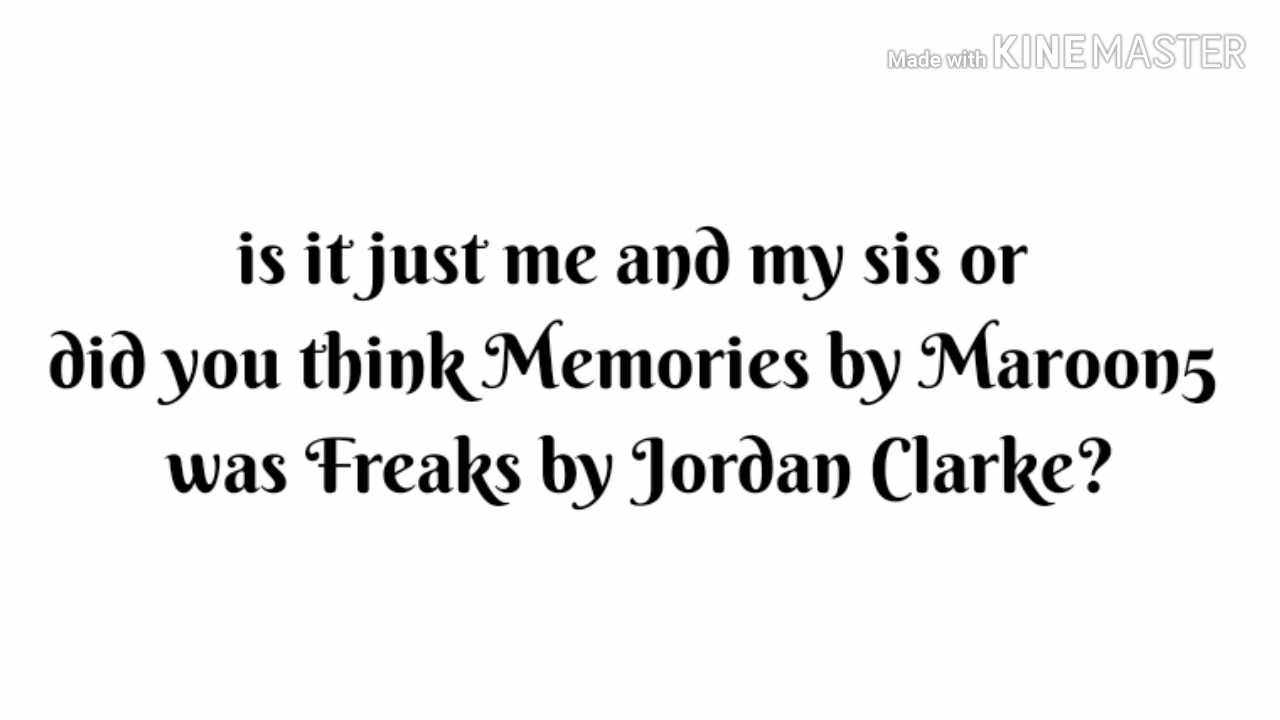 Made with KINEMASTER
is it just me and my sis or
did you think Memories by Maroon5
was Freaks by Jordan Clarke?